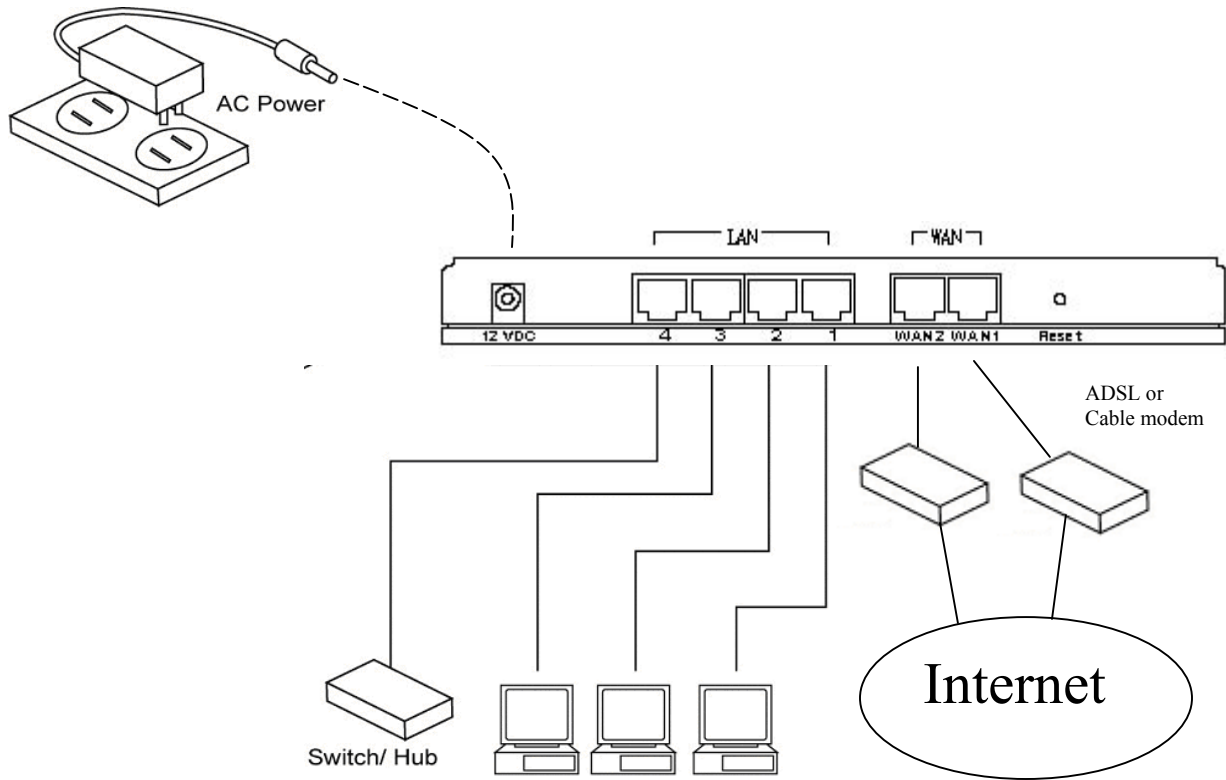 AC Power
LAN
WAN
12 VDC
4 3 2 1
WAN2 WAN1
Reset
ADSL or
Cable modem
Internet
Switch/ Hub